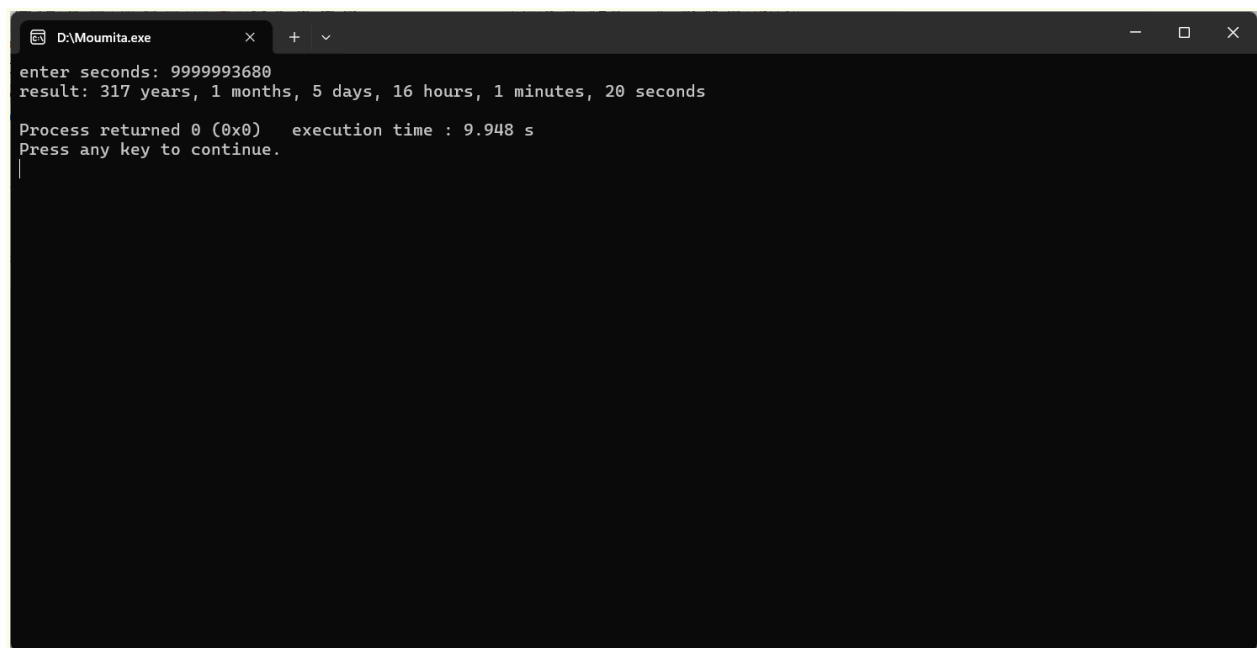 D:\Moumita.exe
enter seconds: 9999993680
result: 317 years, 1 months, 5 days, 16 hours, 1 minutes, 20 seconds
Process returned 0 (0x0)   execution time : 9.948 s
Press any key to continue.